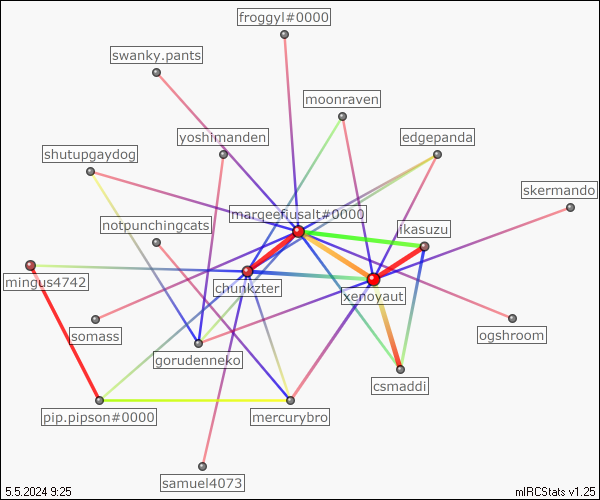 froggyl#0000
swanky.pants
moonraven
yoshimanden
edgepanda
shutupgaydog
skermando
marqeefiusalt#0000
notpunchingcats
ikasuzu
mingus4742
chunkzter
xenoyaut
somass
ogshroom
gorudenneko
csmaddi
pip.pipson#0000
mercurybro
samuel4073
5.5.2024 9:25
mIRCStats v1.25